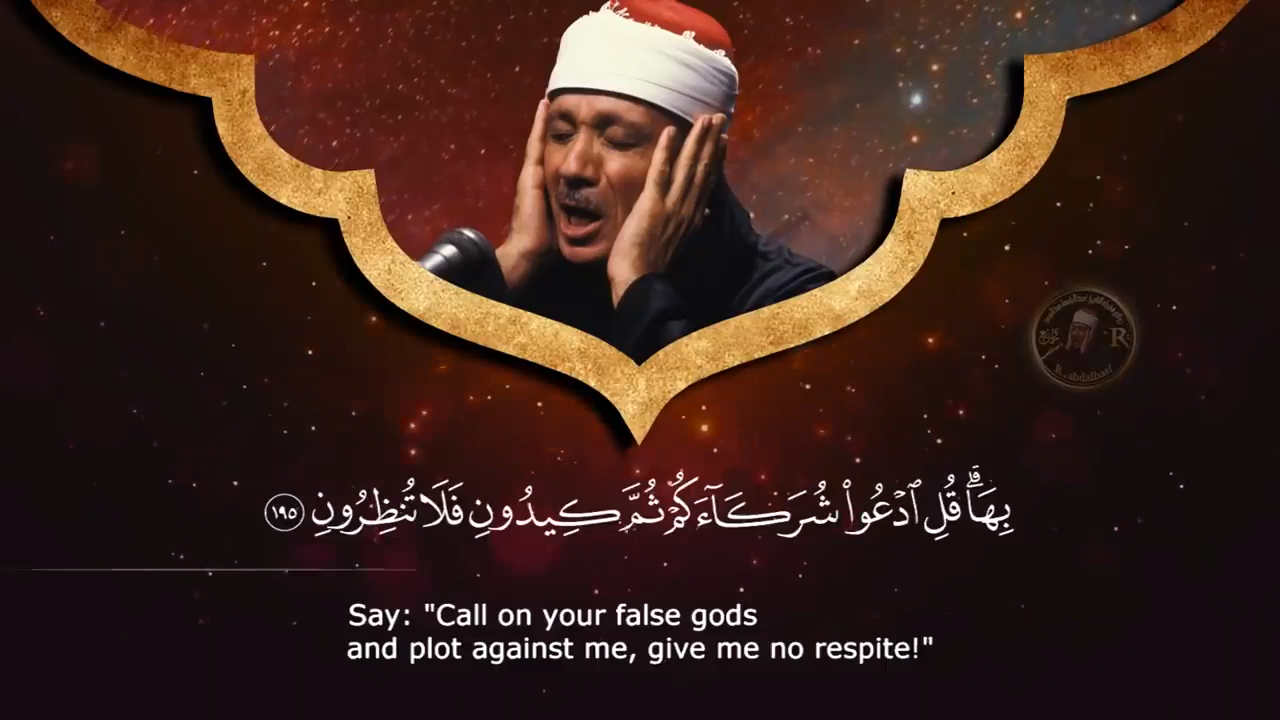 بِهَاۗ قُلِ ٱدْعُوا۟ شُرَكَآءَكُمْ ثُمَّ كِيدُونِ فَلَا تُنظِرُونِ ١٩٥
R
R. abdulbast
Say: "Call on your false gods
and plot against me, give me no respite!"